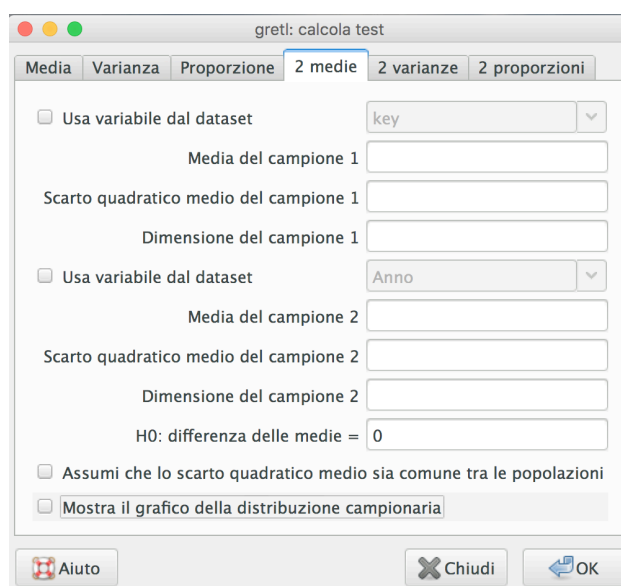 gretl: calcola test
Media Varianza Proporzione 2 medie 2 varianze 2 proporzioni
Usa variabile dal dataset key
Media del campione 1
Scarto quadratico medio del campione 1
Dimensione del campione 1
Usa variabile dal dataset Anno
Media del campione 2
Scarto quadratico medio del campione 2
Dimensione del campione 2
H0: differenza delle medie = 0
Assumi che lo scarto quadratico medio sia comune tra le popolazioni
Mostra il grafico della distribuzione campionaria
Aiuto Chiudi OK